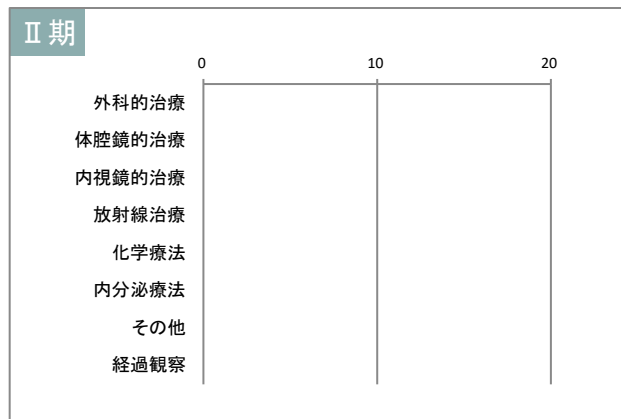 Ⅱ期
0 10 20
外科的治療
体腔鏡的治療
内視鏡的治療
放射線治療
化学療法
内分泌療法
その他
経過観察